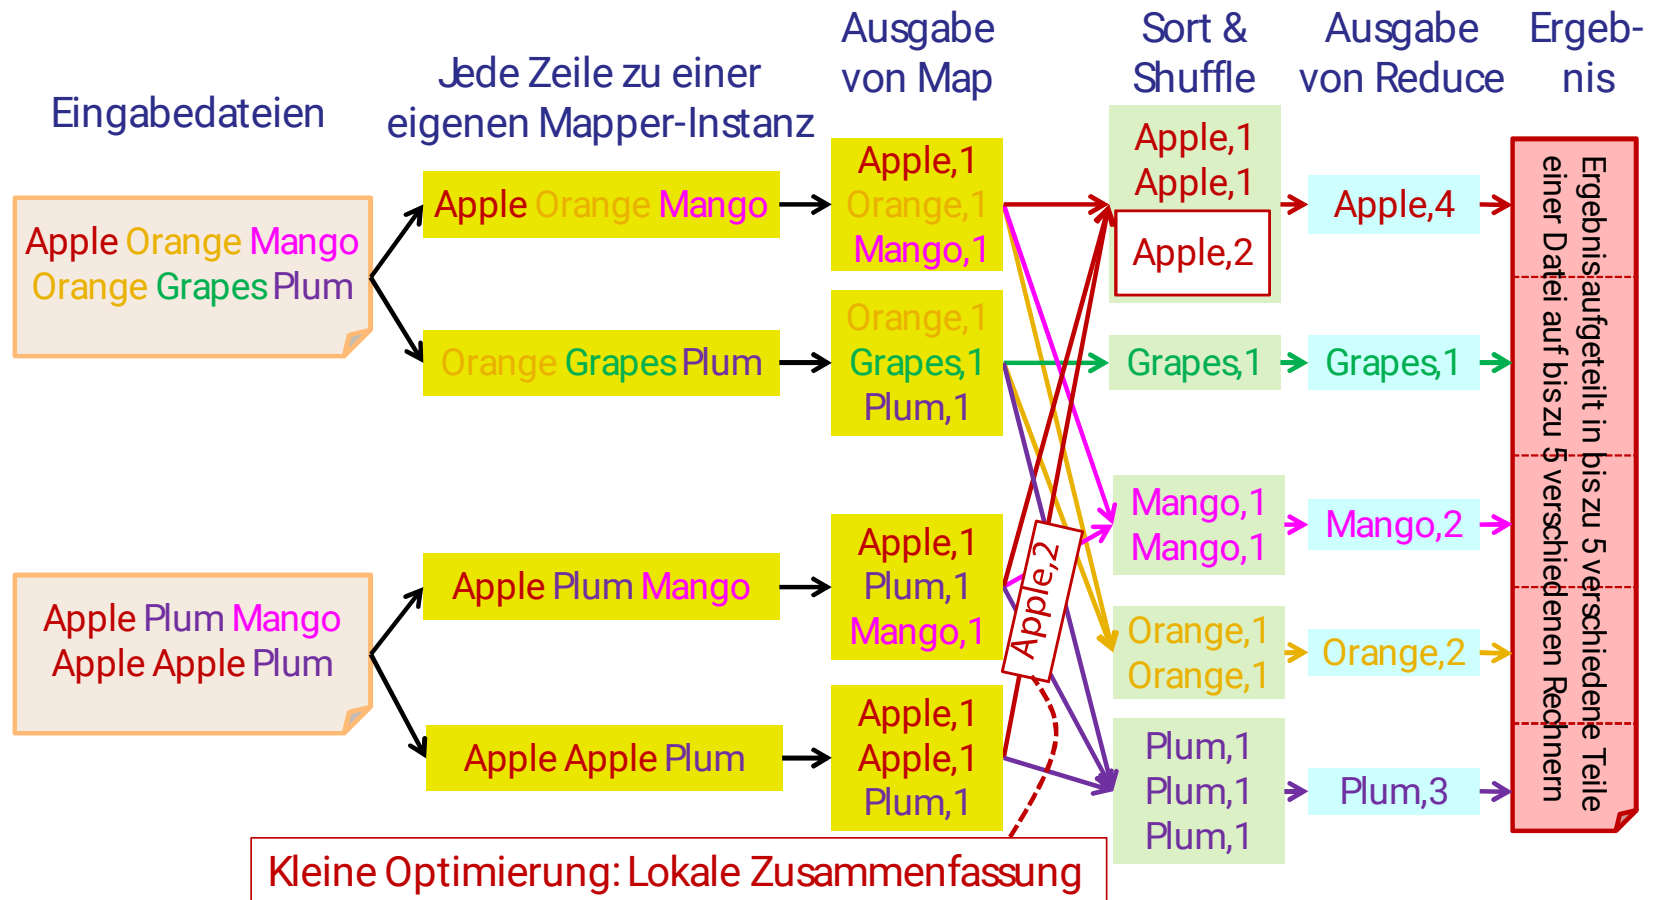 Eingabedateien
Jede Zeile zu einer
eigenen Mapper-Instanz
Ausgabe
von Map
Sort &
Shuffle
Ausgabe
von Reduce
Ergeb-
nis
Apple Orange Mango
Orange Grapes Plum
Apple Plum Mango
Apple Apple Plum
Apple Orange Mango
Orange Grapes Plum
Apple Plum Mango
Apple Apple Plum
Apple,1
Orange,1
Mango,1
Orange,1
Grapes,1
Plum,1
Apple,1
Plum,1
Mango,1
Apple,1
Apple,1
Plum,1
Apple,2
Apple,1
Apple,1
Apple,2
Grapes,1
Mango,1
Mango,1
Orange,1
Orange,1
Plum,1
Plum,1
Plum,1
Apple,4
Grapes,1
Mango,2
Orange,2
Plum,3
Ergebnisaufgeteilt in bis zu 5 verschiedene Teile
einer Datei auf bis zu 5 verschiedenen Rechnern
Kleine Optimierung: Lokale Zusammenfassung